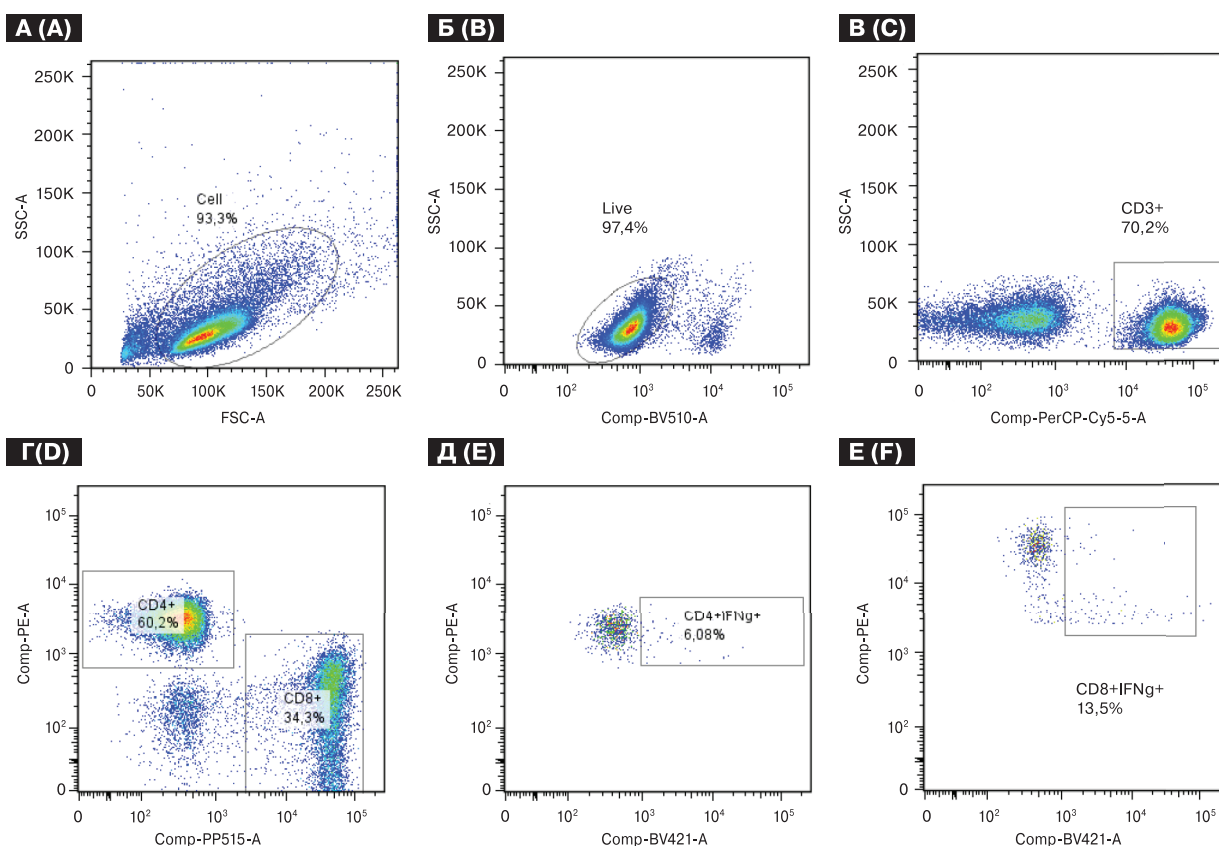 А (A)
250K
200K
150K
100K
50K
0
SSC-A
Cell
93,3%
0 50K 100K 150K 200K 250K
FSC-A
Б (B)
250K
200K
150K
100K
50K
0
SSC-A
Live
97,4%
0 10² 10³ 10⁴ 10⁵
Comp-BV510-A
В (C)
250K
200K
150K
100K
50K
0
SSC-A
CD3+
70,2%
0 10² 10³ 10⁴ 10⁵
Comp-PerCP-Cy5-5-A
Г(D)
10⁵
10⁴
10³
10²
0
Comp-PE-A
CD4+
60,2%
CD8+
34,3%
0 10² 10³ 10⁴ 10⁵
Comp-PP515-A
Д (E)
10⁵
10⁴
10³
10²
0
Comp-PE-A
CD4+IFNg+
6,08%
0 10² 10³ 10⁴ 10⁵
Comp-BV421-A
Е (F)
10⁵
10⁴
10³
10²
0
Comp-PE-A
CD8+IFNg+
13,5%
0 10² 10³ 10⁴ 10⁵
Comp-BV421-A